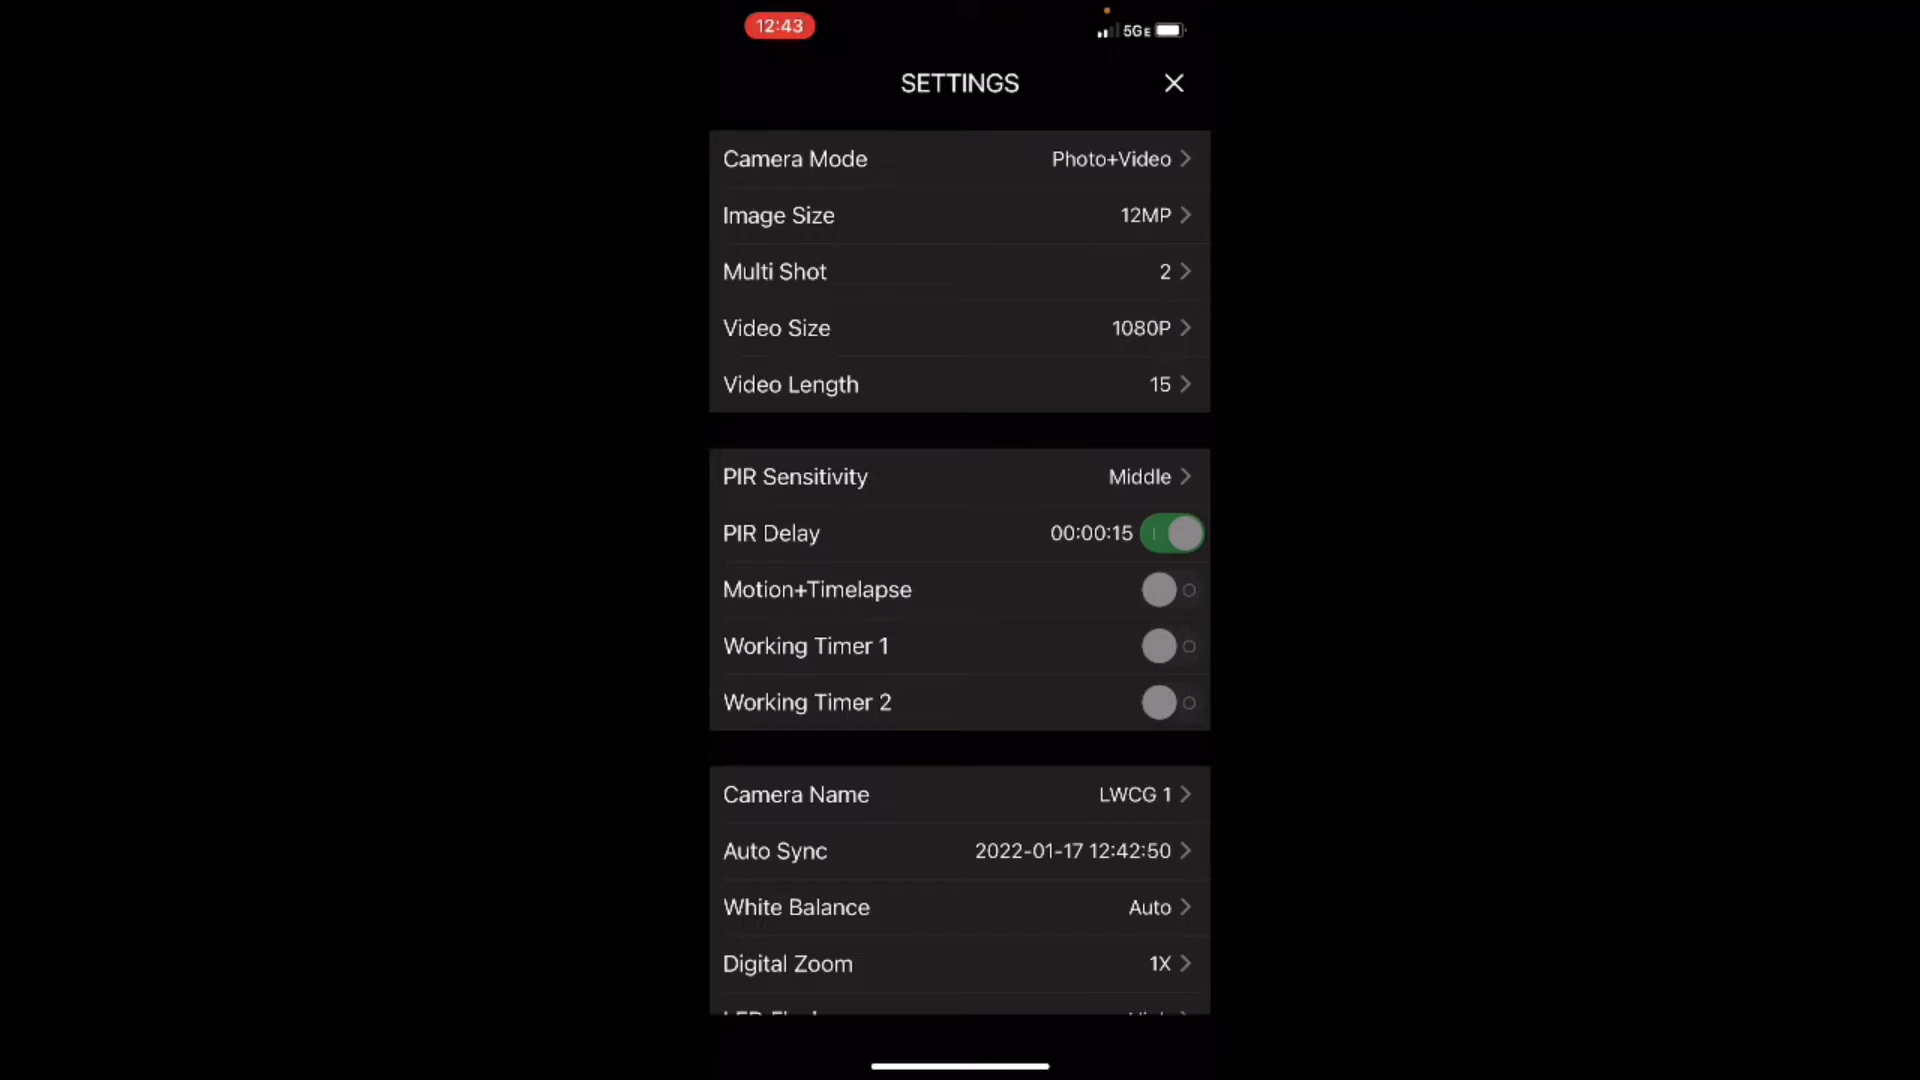 12:43
5GE
SETTINGS
Camera Mode Photo+Video
Image Size 12MP
Multi Shot 2
Video Size 1080P
Video Length 15
PIR Sensitivity Middle
PIR Delay 00:00:15
Motion+Timelapse
Working Timer 1
Working Timer 2
Camera Name LWCG 1
Auto Sync 2022-01-17 12:42:50
White Balance Auto
Digital Zoom 1X